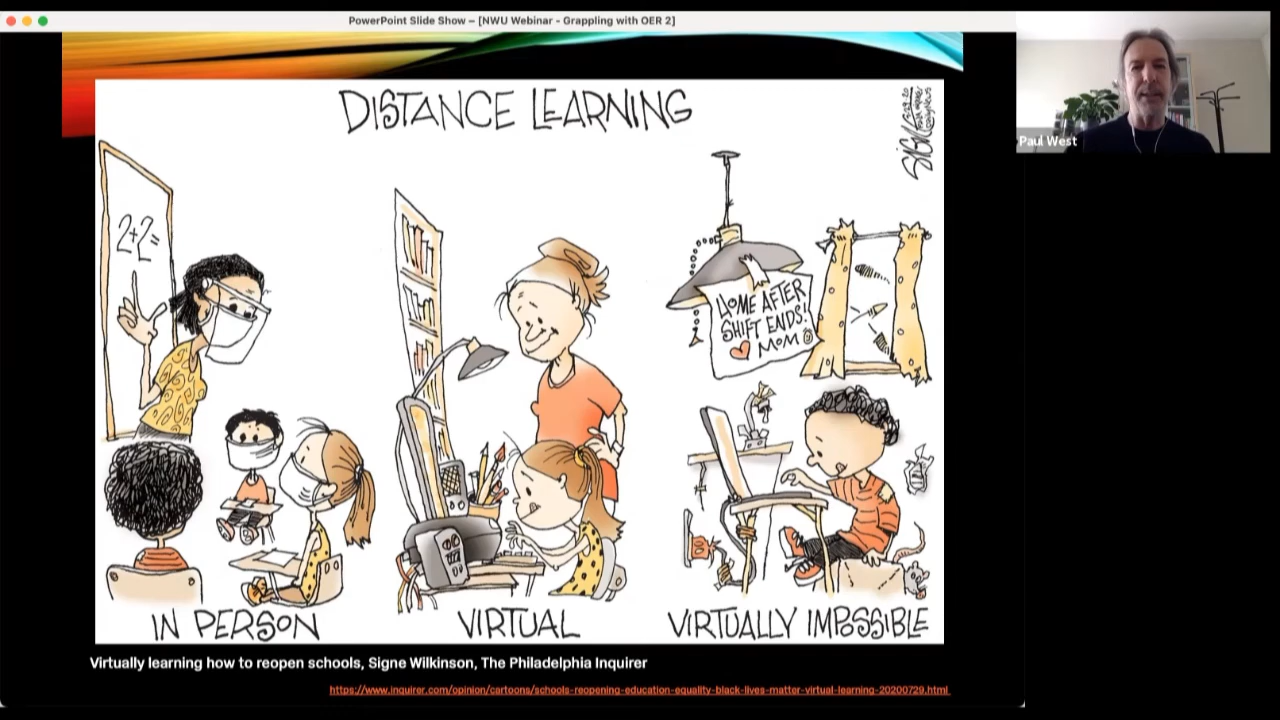 PowerPoint Slide Show – [NWU Webinar - Grappling with OER 2]
Paul West
DISTANCE LEARNING
2+2=
HOME AFTER
SHIFT ENDS!
MOM
IN PERSON
VIRTUAL
VIRTUALLY IMPOSSIBLE
Virtually learning how to reopen schools, Signe Wilkinson, The Philadelphia Inquirer
https://www.inquirer.com/opinion/cartoons/schools-reopening-education-equality-black-lives-matter-virtual-learning-20200729.html